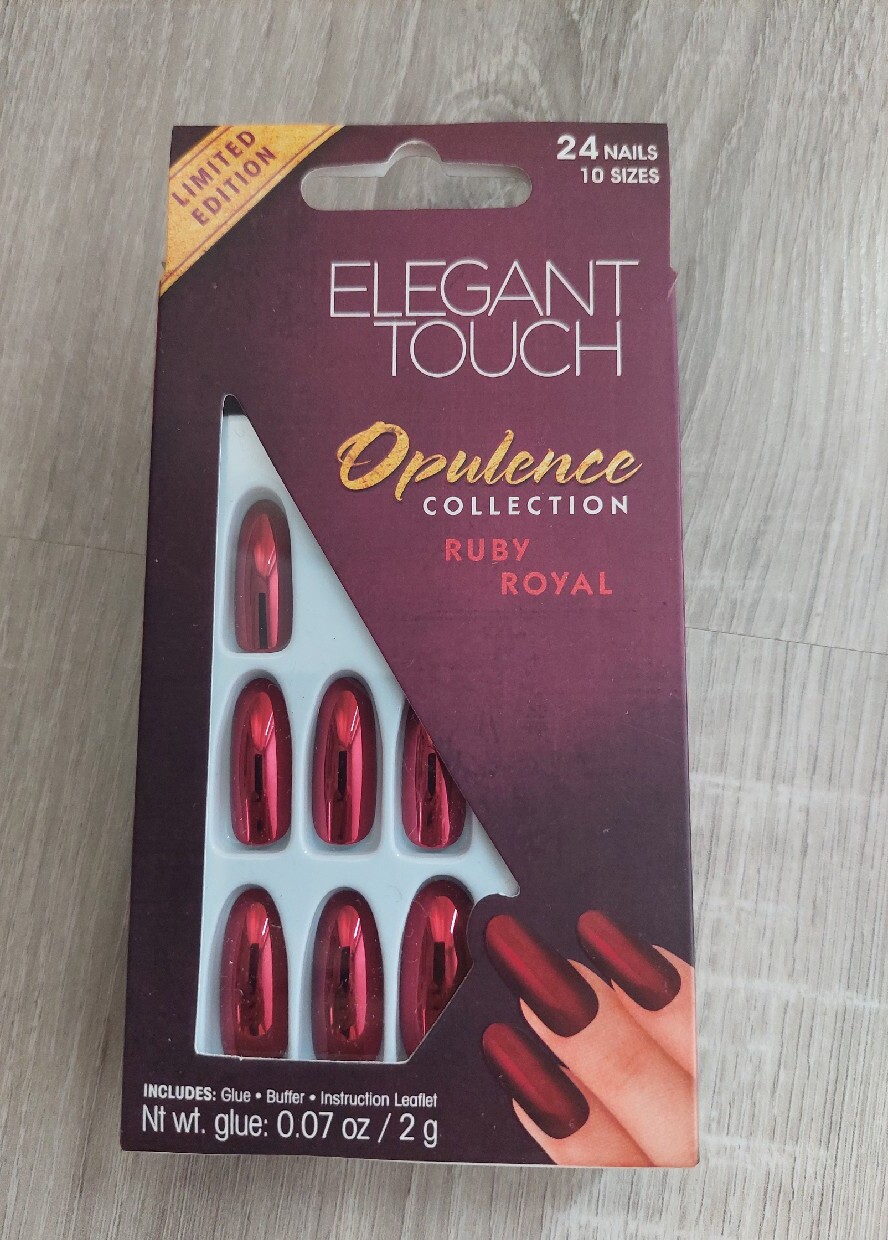 LIMITED
EDITION
24 NAILS
10 SIZES
ELEGANT
TOUCH
Opulence
COLLECTION
RUBY
ROYAL
INCLUDES: Glue • Buffer • Instruction Leaflet
Nt wt. glue: 0.07 oz / 2 g